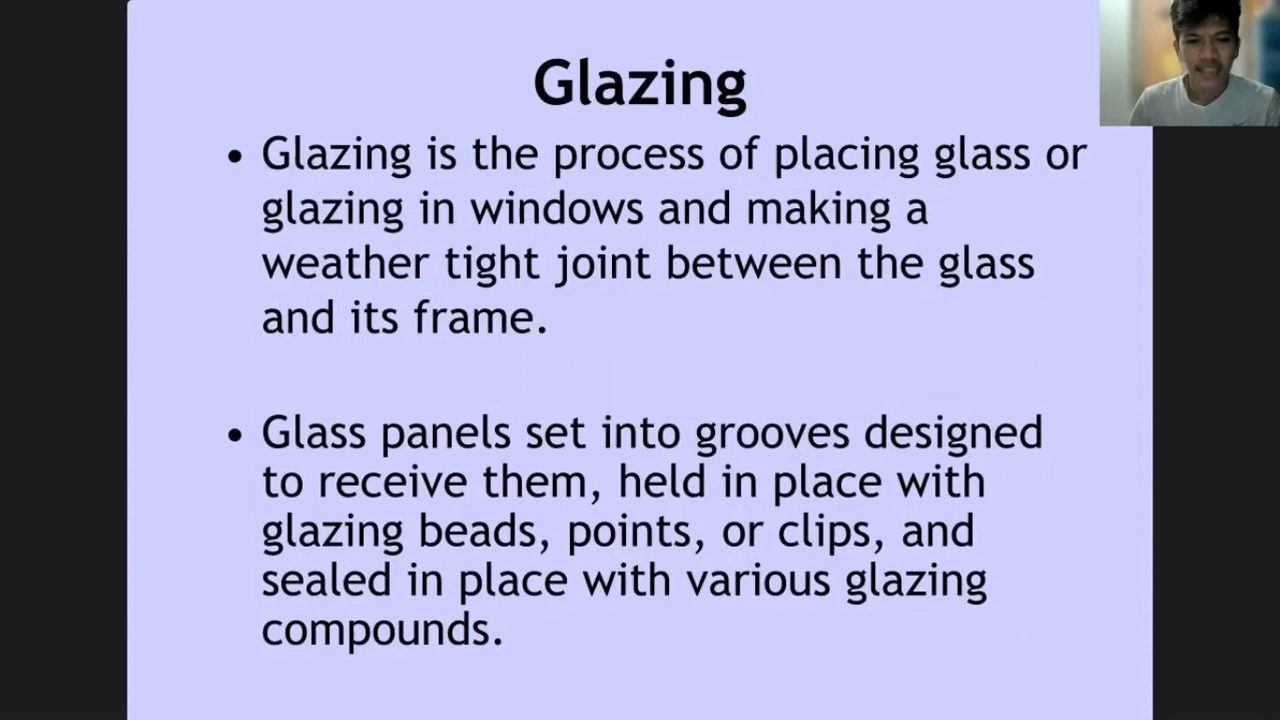 Glazing
• Glazing is the process of placing glass or
glazing in windows and making a
weather tight joint between the glass
and its frame.
• Glass panels set into grooves designed
to receive them, held in place with
glazing beads, points, or clips, and
sealed in place with various glazing
compounds.